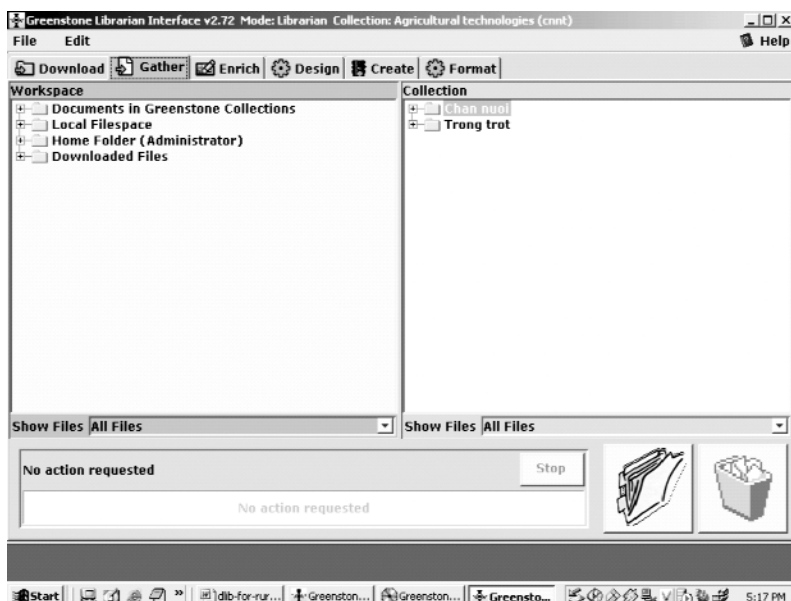 Greenstone Librarian Interface v2.72 Mode: Librarian Collection: Agricultural technologies (cnnt)
File Edit Help
Download Gather Enrich Design Create Format
Workspace
Documents in Greenstone Collections
Local Filespace
Home Folder (Administrator)
Downloaded Files
Collection
Chan nuoi
Trong trot
Show Files All Files
Show Files All Files
No action requested
Stop
No action requested
Start dlib-for-rur... Greenston... Greenston... Greensto... 5:17 PM